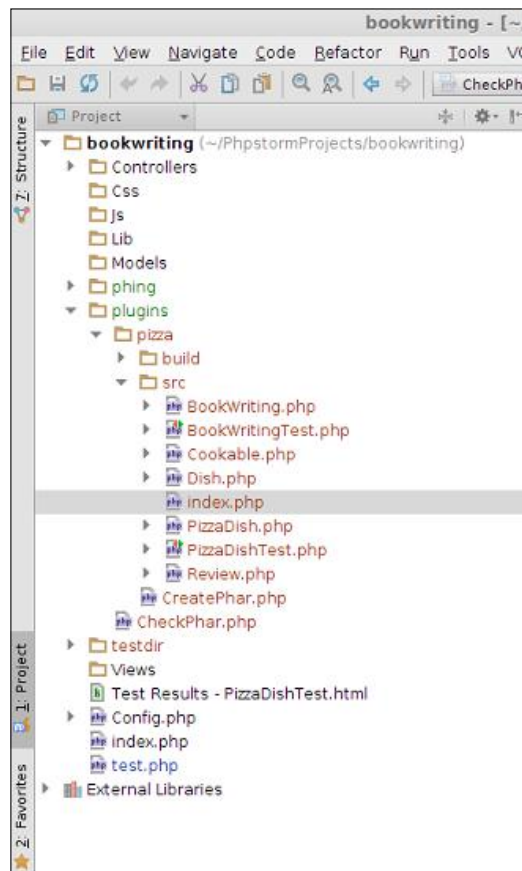 bookwriting - [~
File Edit View Navigate Code Refactor Run Tools VC
CheckPh
Project
bookwriting (~/PhpstormProjects/bookwriting)
Controllers
Css
Js
Lib
Models
phing
plugins
pizza
build
src
BookWriting.php
BookWritingTest.php
Cookable.php
Dish.php
index.php
PizzaDish.php
PizzaDishTest.php
Review.php
CreatePhar.php
CheckPhar.php
testdir
Views
Test Results - PizzaDishTest.html
Config.php
index.php
test.php
External Libraries
7: Structure
1: Project
2: Favorites